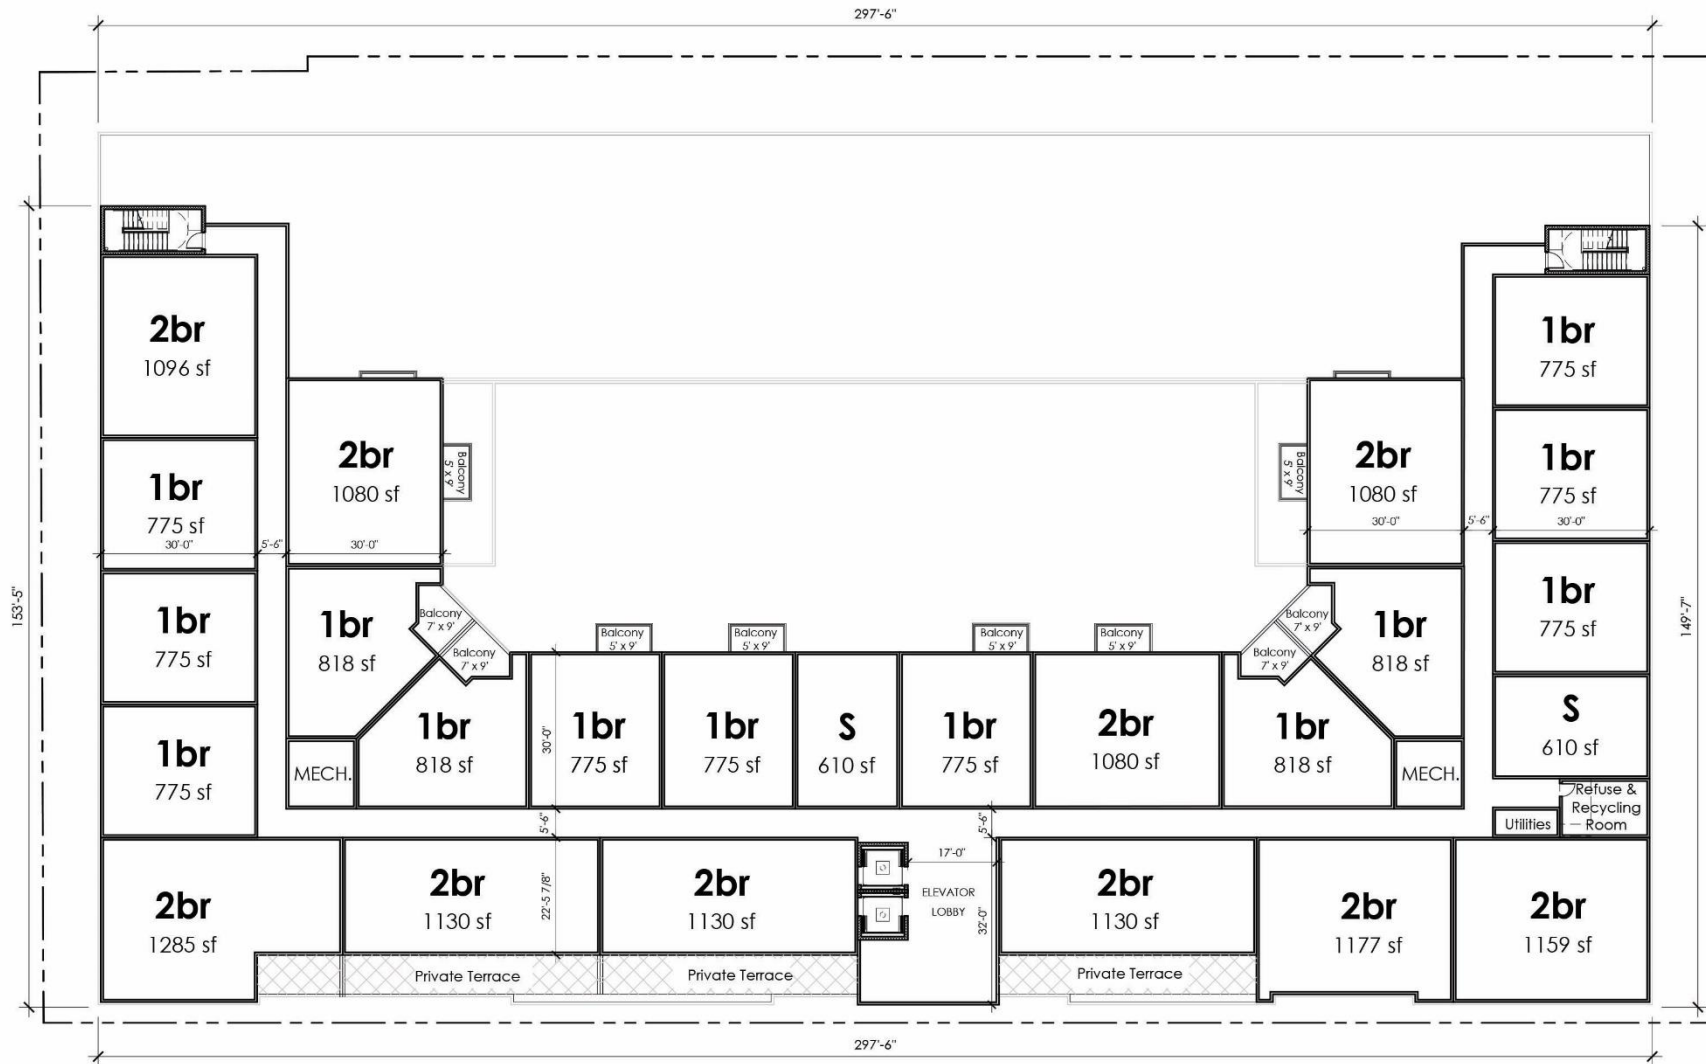 297'-6"
2br
1096 sf
1br
775 sf
2br
1080 sf
Balcony
5' x 9'
Balcony
5' x 9'
2br
1080 sf
1br
775 sf
1br
775 sf
30'-0"
5'-6"
30'-0"
30'-0"
5'-6"
30'-0"
153'-5"
149'-7"
1br
775 sf
1br
818 sf
Balcony
7' x 9'
Balcony
7' x 9'
Balcony
5' x 9'
Balcony
5' x 9'
Balcony
5' x 9'
Balcony
5' x 9'
Balcony
7' x 9'
Balcony
7' x 9'
1br
818 sf
1br
775 sf
1br
775 sf
MECH.
1br
818 sf
30'-0"
1br
775 sf
1br
775 sf
S
610 sf
1br
775 sf
2br
1080 sf
1br
818 sf
MECH.
S
610 sf
Refuse &
Recycling
Room
Utilities
5'-6"
5'-6"
2br
1285 sf
2br
1130 sf
22'-5 7/8"
2br
1130 sf
17'-0"
ELEVATOR
LOBBY
32'-0"
2br
1130 sf
2br
1177 sf
2br
1159 sf
Private Terrace
Private Terrace
Private Terrace
297'-6"